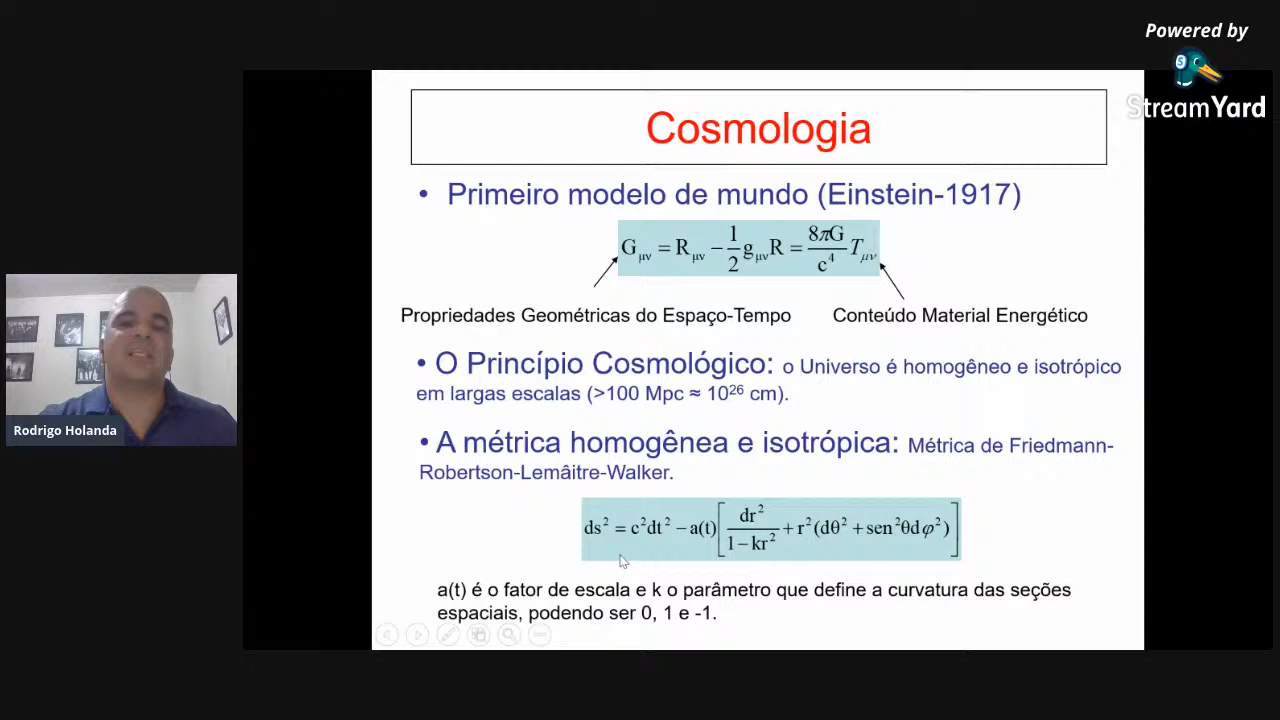 Powered by
StreamYard
Cosmologia
• Primeiro modelo de mundo (Einstein-1917)
G_μν = R_μν − 1/2 g_μν R = 8πG/c⁴ T_μν
Propriedades Geométricas do Espaço-Tempo
Conteúdo Material Energético
• O Princípio Cosmológico: o Universo é homogêneo e isotrópico
em largas escalas (>100 Mpc ≈ 10²⁶ cm).
• A métrica homogênea e isotrópica: Métrica de Friedmann-
Robertson-Lemâitre-Walker.
ds² = c²dt² − a(t)[dr²/(1−kr²) + r²(dθ² + sen²θdφ²)]
a(t) é o fator de escala e k o parâmetro que define a curvatura das seções
espaciais, podendo ser 0, 1 e -1.
Rodrigo Holanda